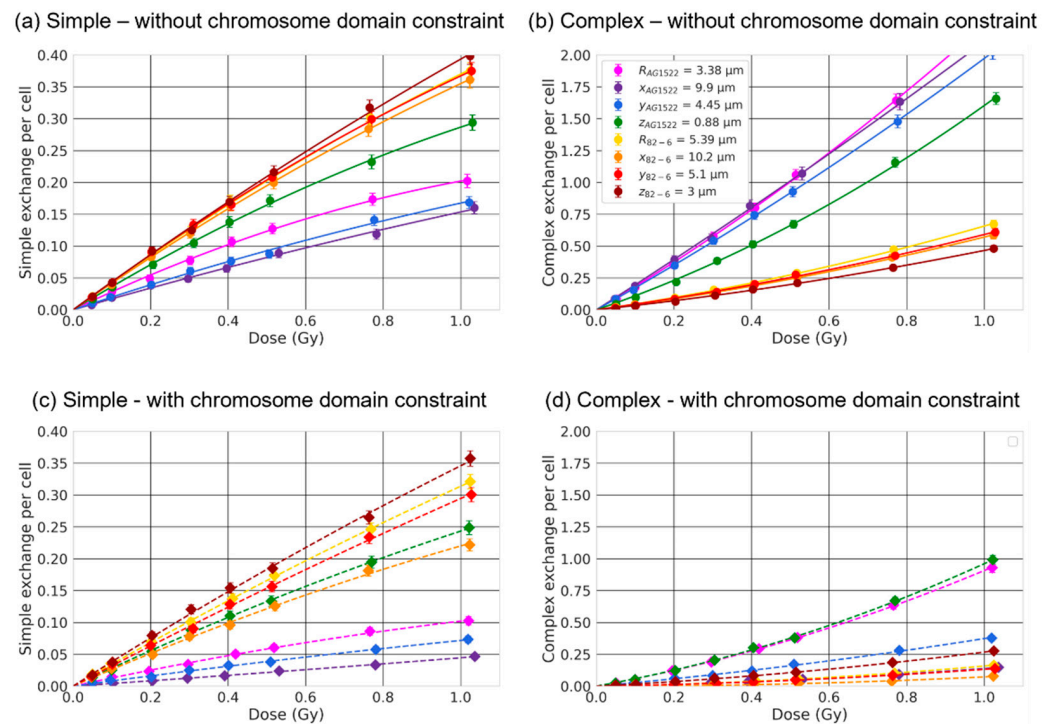 (a) Simple – without chromosome domain constraint
(b) Complex – without chromosome domain constraint
Simple exchange per cell
0.40
0.35
0.30
0.25
0.20
0.15
0.10
0.05
0.00
0.0 0.2 0.4 0.6 0.8 1.0
Dose (Gy)
Complex exchange per cell
2.00
1.75
1.50
1.25
1.00
0.75
0.50
0.25
0.00
R_AG1522 = 3.38 μm
x_AG1522 = 9.9 μm
y_AG1522 = 4.45 μm
z_AG1522 = 0.88 μm
R_82−6 = 5.39 μm
x_82−6 = 10.2 μm
y_82−6 = 5.1 μm
z_82−6 = 3 μm
0.0 0.2 0.4 0.6 0.8 1.0
Dose (Gy)
(c) Simple - with chromosome domain constraint
(d) Complex - with chromosome domain constraint
Simple exchange per cell
0.40
0.35
0.30
0.25
0.20
0.15
0.10
0.05
0.00
0.0 0.2 0.4 0.6 0.8 1.0
Dose (Gy)
Complex exchange per cell
2.00
1.75
1.50
1.25
1.00
0.75
0.50
0.25
0.00
0.0 0.2 0.4 0.6 0.8 1.0
Dose (Gy)